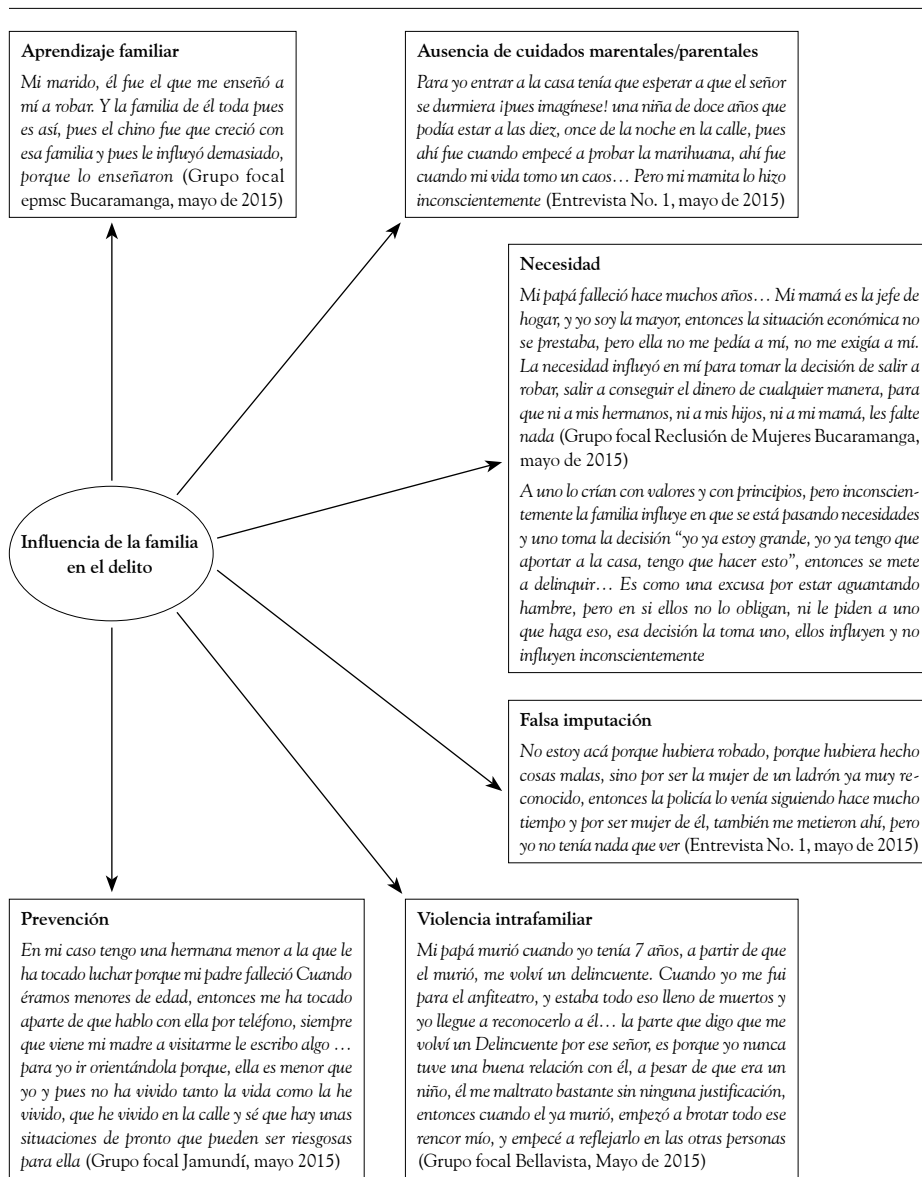 Aprendizaje familiar
Mi marido, él fue el que me enseñó a
mí a robar. Y la familia de él toda pues
es así, pues el chino fue que creció con
esa familia y pues le influyó demasiado,
porque lo enseñaron (Grupo focal
epmsc Bucaramanga, mayo de 2015)
Ausencia de cuidados marentales/parentales
Para yo entrar a la casa tenía que esperar a que el señor
se durmiera ¡pues imagínese! una niña de doce años que
podía estar a las diez, once de la noche en la calle, pues
ahí fue cuando empecé a probar la marihuana, ahí fue
cuando mi vida tomo un caos… Pero mi mamita lo hizo
inconscientemente (Entrevista No. 1, mayo de 2015)
Necesidad
Mi papá falleció hace muchos años… Mi mamá es la jefe de
hogar, y yo soy la mayor, entonces la situación económica no
se prestaba, pero ella no me pedía a mí, no me exigía a mí.
La necesidad influyó en mí para tomar la decisión de salir a
robar, salir a conseguir el dinero de cualquier manera, para
que ni a mis hermanos, ni a mis hijos, ni a mi mamá, les falte
nada (Grupo focal Reclusión de Mujeres Bucaramanga,
mayo de 2015)
A uno lo crían con valores y con principios, pero inconscien-
temente la familia influye en que se está pasando necesidades
y uno toma la decisión “yo ya estoy grande, yo ya tengo que
aportar a la casa, tengo que hacer esto”, entonces se mete
a delinquir… Es como una excusa por estar aguantando
hambre, pero en si ellos no lo obligan, ni le piden a uno
que haga eso, esa decisión la toma uno, ellos influyen y no
influyen inconscientemente
Influencia de la familia
en el delito
Falsa imputación
No estoy acá porque hubiera robado, porque hubiera hecho
cosas malas, sino por ser la mujer de un ladrón ya muy re-
conocido, entonces la policía lo venía siguiendo hace mucho
tiempo y por ser mujer de él, también me metieron ahí, pero
yo no tenía nada que ver (Entrevista No. 1, mayo de 2015)
Prevención
En mi caso tengo una hermana menor a la que le
ha tocado luchar porque mi padre falleció Cuando
éramos menores de edad, entonces me ha tocado
aparte de que hablo con ella por teléfono, siempre
que viene mi madre a visitarme le escribo algo …
para yo ir orientándola porque, ella es menor que
yo y pues no ha vivido tanto la vida como la he
vivido, que he vivido en la calle y sé que hay unas
situaciones de pronto que pueden ser riesgosas
para ella (Grupo focal Jamundí, mayo 2015)
Violencia intrafamiliar
Mi papá murió cuando yo tenía 7 años, a partir de que
el murió, me volví un delincuente. Cuando yo me fui
para el anfiteatro, y estaba todo eso lleno de muertos y
yo llegue a reconocerlo a él… la parte que digo que me
volví un Delincuente por ese señor, es porque yo nunca
tuve una buena relación con él, a pesar de que era un
niño, él me maltrato bastante sin ninguna justificación,
entonces cuando el ya murió, empezó a brotar todo ese
rencor mío, y empecé a reflejarlo en las otras personas
(Grupo focal Bellavista, Mayo de 2015)